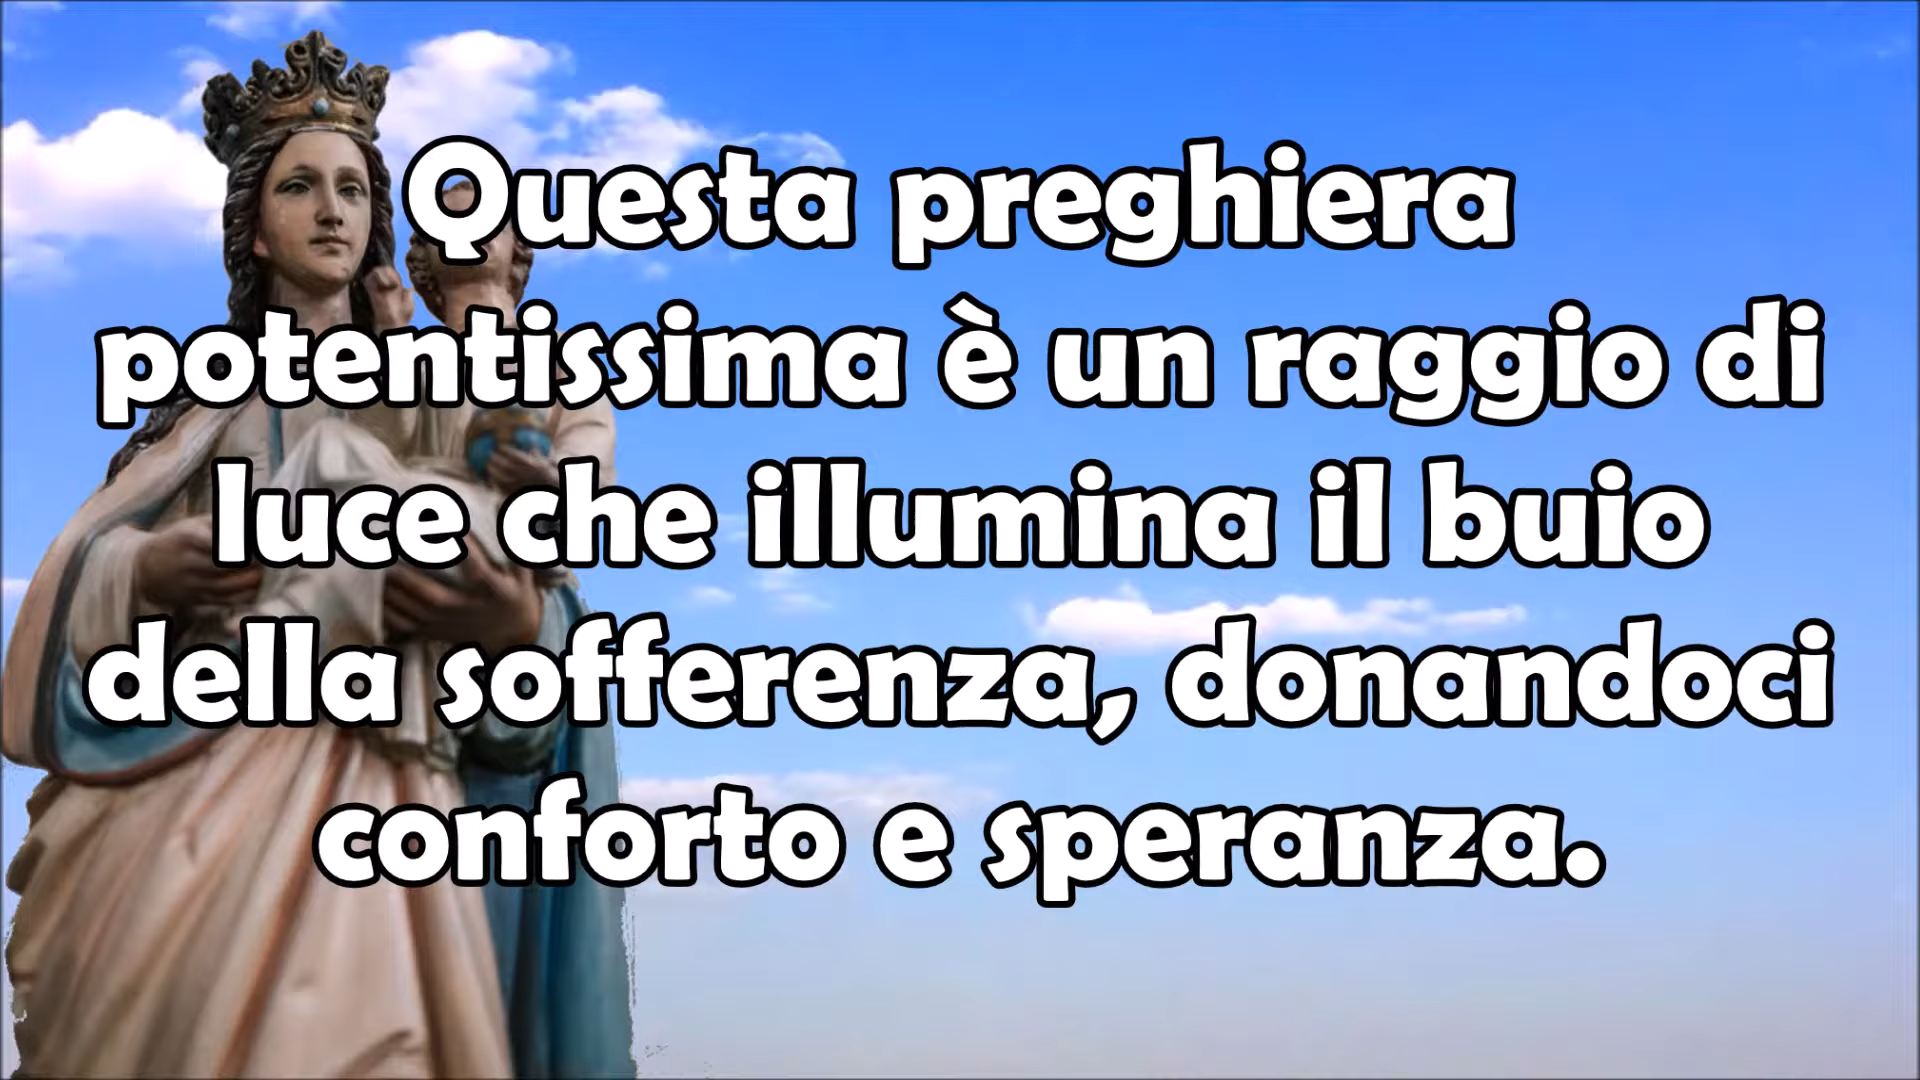 Questa preghiera
potentissima è un raggio di
luce che illumina il buio
della sofferenza, donandoci
conforto e speranza.